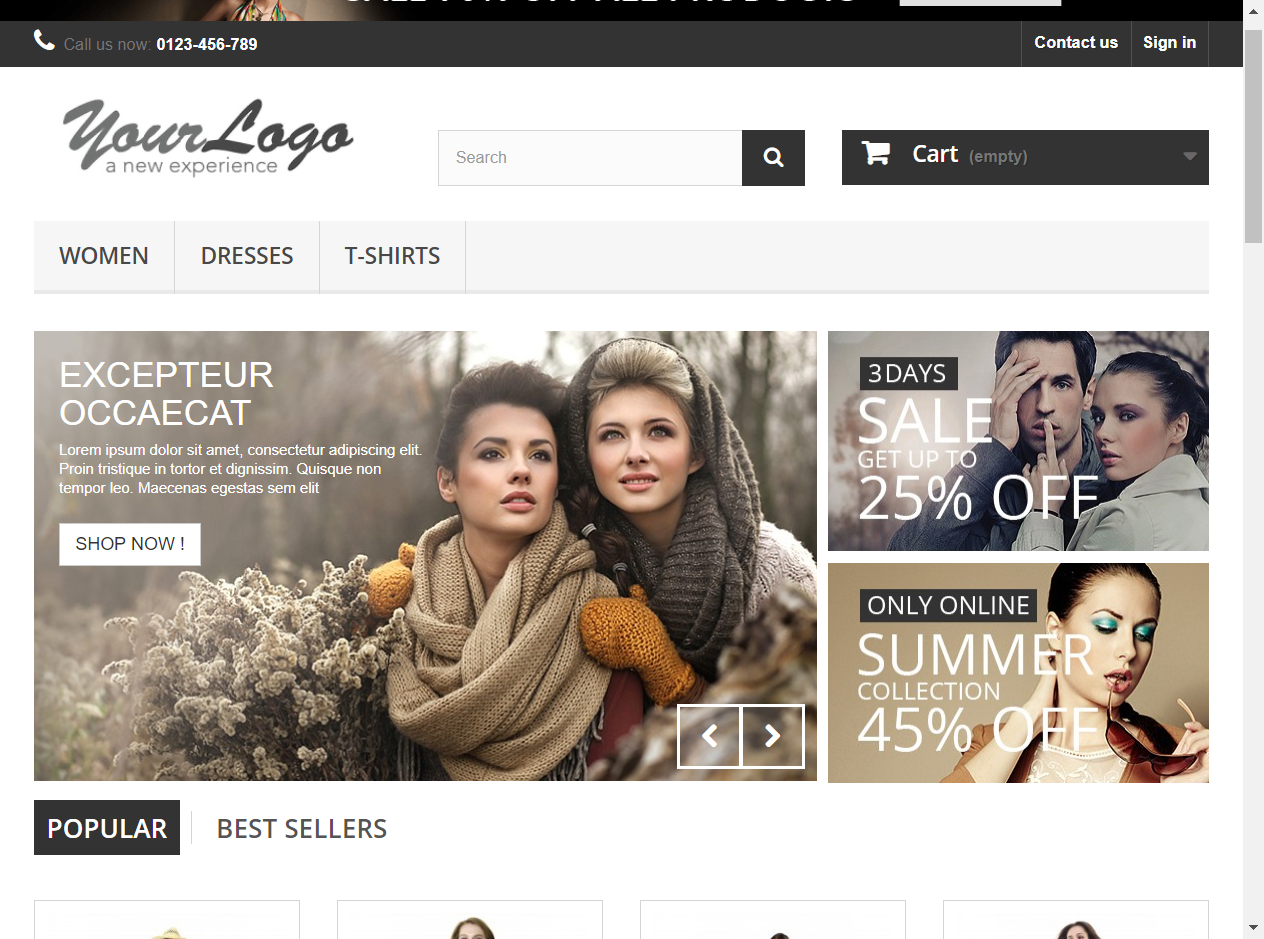 Call us now: 0123-456-789
Contact us
Sign in
YourLogo
a new experience
Search
Cart (empty)
WOMEN
DRESSES
T-SHIRTS
EXCEPTEUR
OCCAECAT
Lorem ipsum dolor sit amet, consectetur adipiscing elit.
Proin tristique in tortor et dignissim. Quisque non
tempor leo. Maecenas egestas sem elit
SHOP NOW !
3 DAYS
SALE
GET UP TO
25% OFF
ONLY ONLINE
SUMMER
COLLECTION
45% OFF
POPULAR
BEST SELLERS